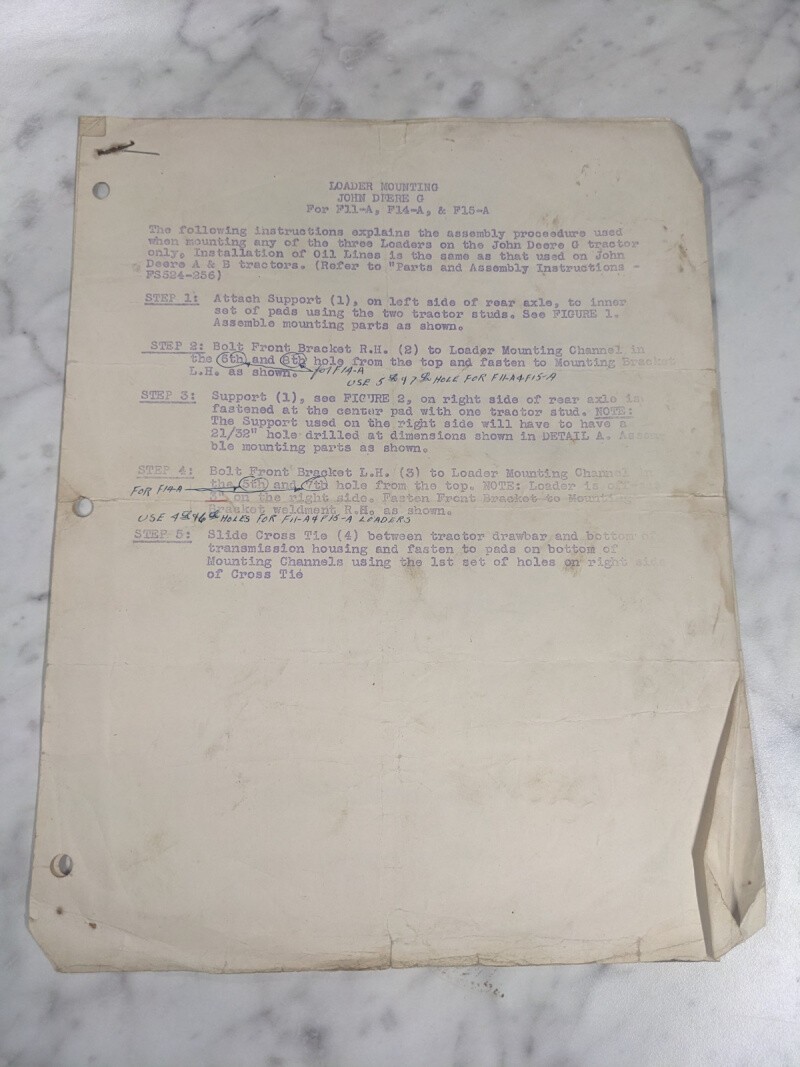 LOADER MOUNTING
JOHN DEERE G
For F11-A, F14-A, & F15-A
The following instructions explains the assembly proceedure used
when mounting any of the three Loaders on the John Deere G tractor
only. Installation of Oil Lines is the same as that used on John
Deere A & B tractors. (Refer to "Parts and Assembly Instructions -
FS524-256)
STEP 1: Attach Support (1), on left side of rear axle, to inner
set of pads using the two tractor studs. See FIGURE 1.
Assemble mounting parts as shown.
STEP 2: Bolt Front Bracket R.H. (2) to Loader Mounting Channel in
the 6th and 8th hole from the top and fasten to Mounting Bracket
L.H. as shown. for F14-A
USE 5th & 7th HOLE FOR F11-A & F15-A
STEP 3: Support (1), see FIGURE 2, on right side of rear axle is
fastened at the center pad with one tractor stud. NOTE:
The Support used on the right side will have to have a
21/32" hole drilled at dimensions shown in DETAIL A. Assem-
ble mounting parts as shown.
STEP 4: Bolt Front Bracket L.H. (3) to Loader Mounting Channel
FOR F14-A the 5th and 7th hole from the top. NOTE: Loader is
on the right side. Fasten Front Bracket to Mounting
Bracket weldment R.H. as shown.
USE 4th & 6th HOLES FOR F11-A & F15-A LOADERS
STEP 5: Slide Cross Tie (4) between tractor drawbar and bottom of
transmission housing and fasten to pads on bottom of
Mounting Channels using the 1st set of holes on right side
of Cross Tie